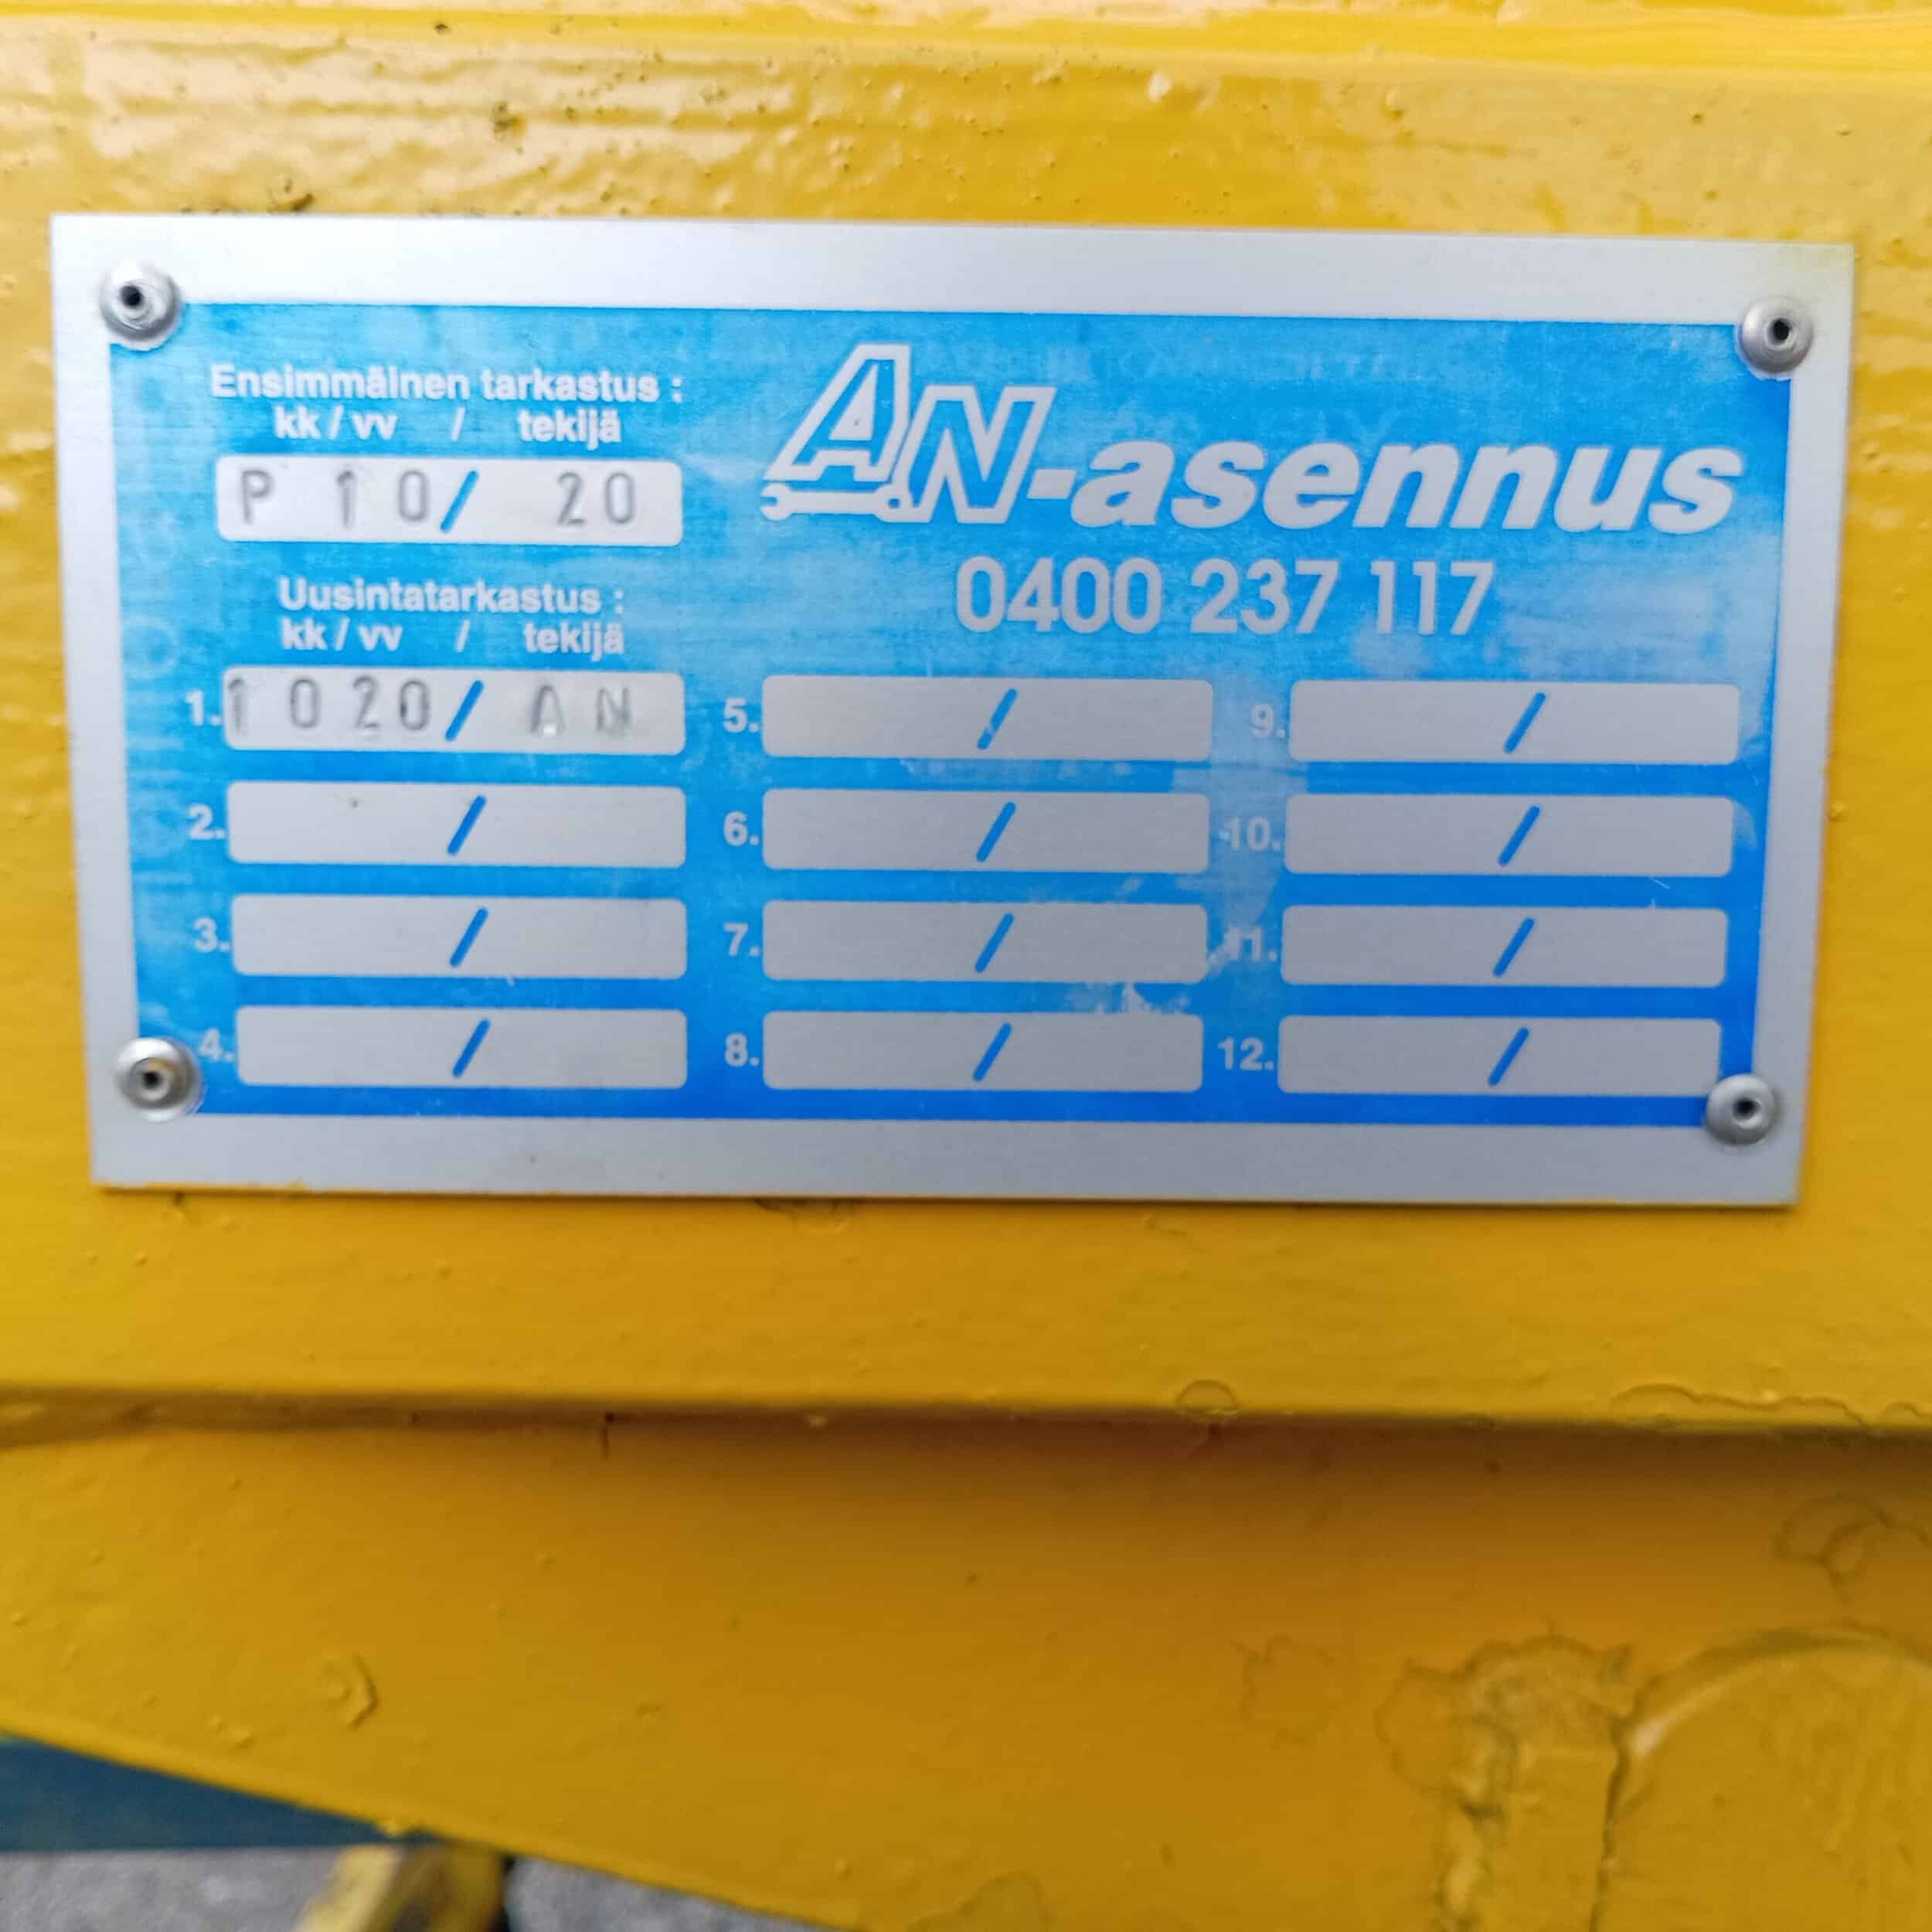 Ensimmäinen tarkastus :
kk / vv / tekijä
P 10/ 20
AN-asennus
0400 237 117
Uusintatarkastus :
kk / vv / tekijä
1. 1020/ AN
2. /
3. /
4. /
5. /
6. /
7. /
8. /
9. /
10. /
11. /
12. /